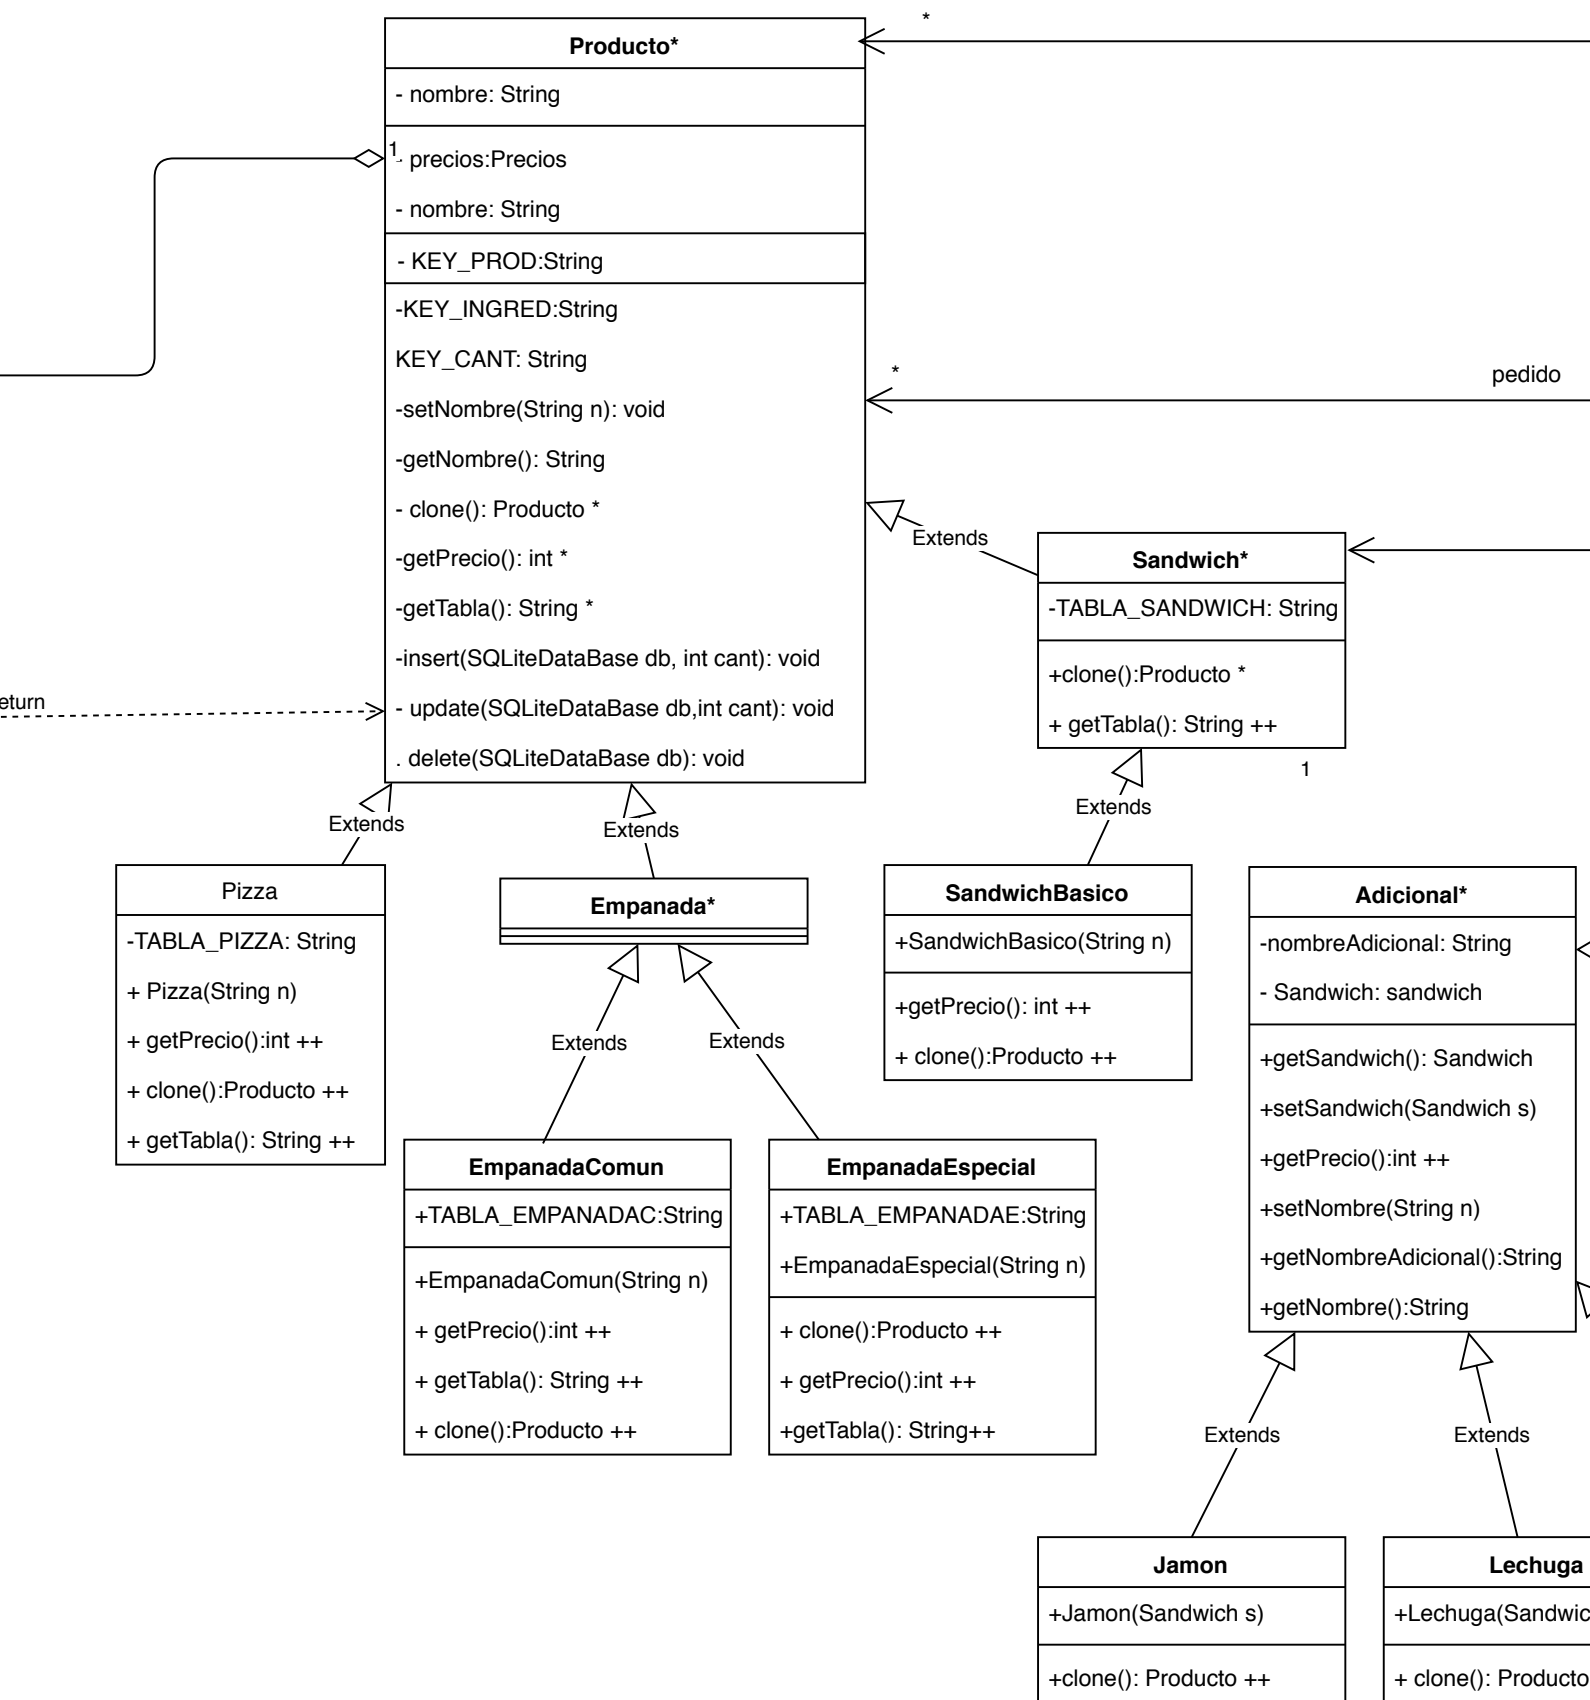 *
Producto*
- nombre: String
1
- precios:Precios
- nombre: String
- KEY_PROD:String
-KEY_INGRED:String
KEY_CANT: String
-setNombre(String n): void
-getNombre(): String
- clone(): Producto *
-getPrecio(): int *
-getTabla(): String *
-insert(SQLiteDataBase db, int cant): void
- update(SQLiteDataBase db,int cant): void
. delete(SQLiteDataBase db): void
*
pedido
eturn
Extends
Sandwich*
-TABLA_SANDWICH: String
+clone():Producto *
+ getTabla(): String ++
1
Extends
Extends
Extends
Pizza
-TABLA_PIZZA: String
+ Pizza(String n)
+ getPrecio():int ++
+ clone():Producto ++
+ getTabla(): String ++
Empanada*
SandwichBasico
+SandwichBasico(String n)
+getPrecio(): int ++
+ clone():Producto ++
Adicional*
-nombreAdicional: String
- Sandwich: sandwich
+getSandwich(): Sandwich
+setSandwich(Sandwich s)
+getPrecio():int ++
+setNombre(String n)
+getNombreAdicional():String
+getNombre():String
Extends
Extends
EmpanadaComun
+TABLA_EMPANADAC:String
+EmpanadaComun(String n)
+ getPrecio():int ++
+ getTabla(): String ++
+ clone():Producto ++
EmpanadaEspecial
+TABLA_EMPANADAE:String
+EmpanadaEspecial(String n)
+ clone():Producto ++
+ getPrecio():int ++
+getTabla(): String++
Extends
Extends
Jamon
+Jamon(Sandwich s)
+clone(): Producto ++
Lechuga
+Lechuga(Sandwic
+ clone(): Producto